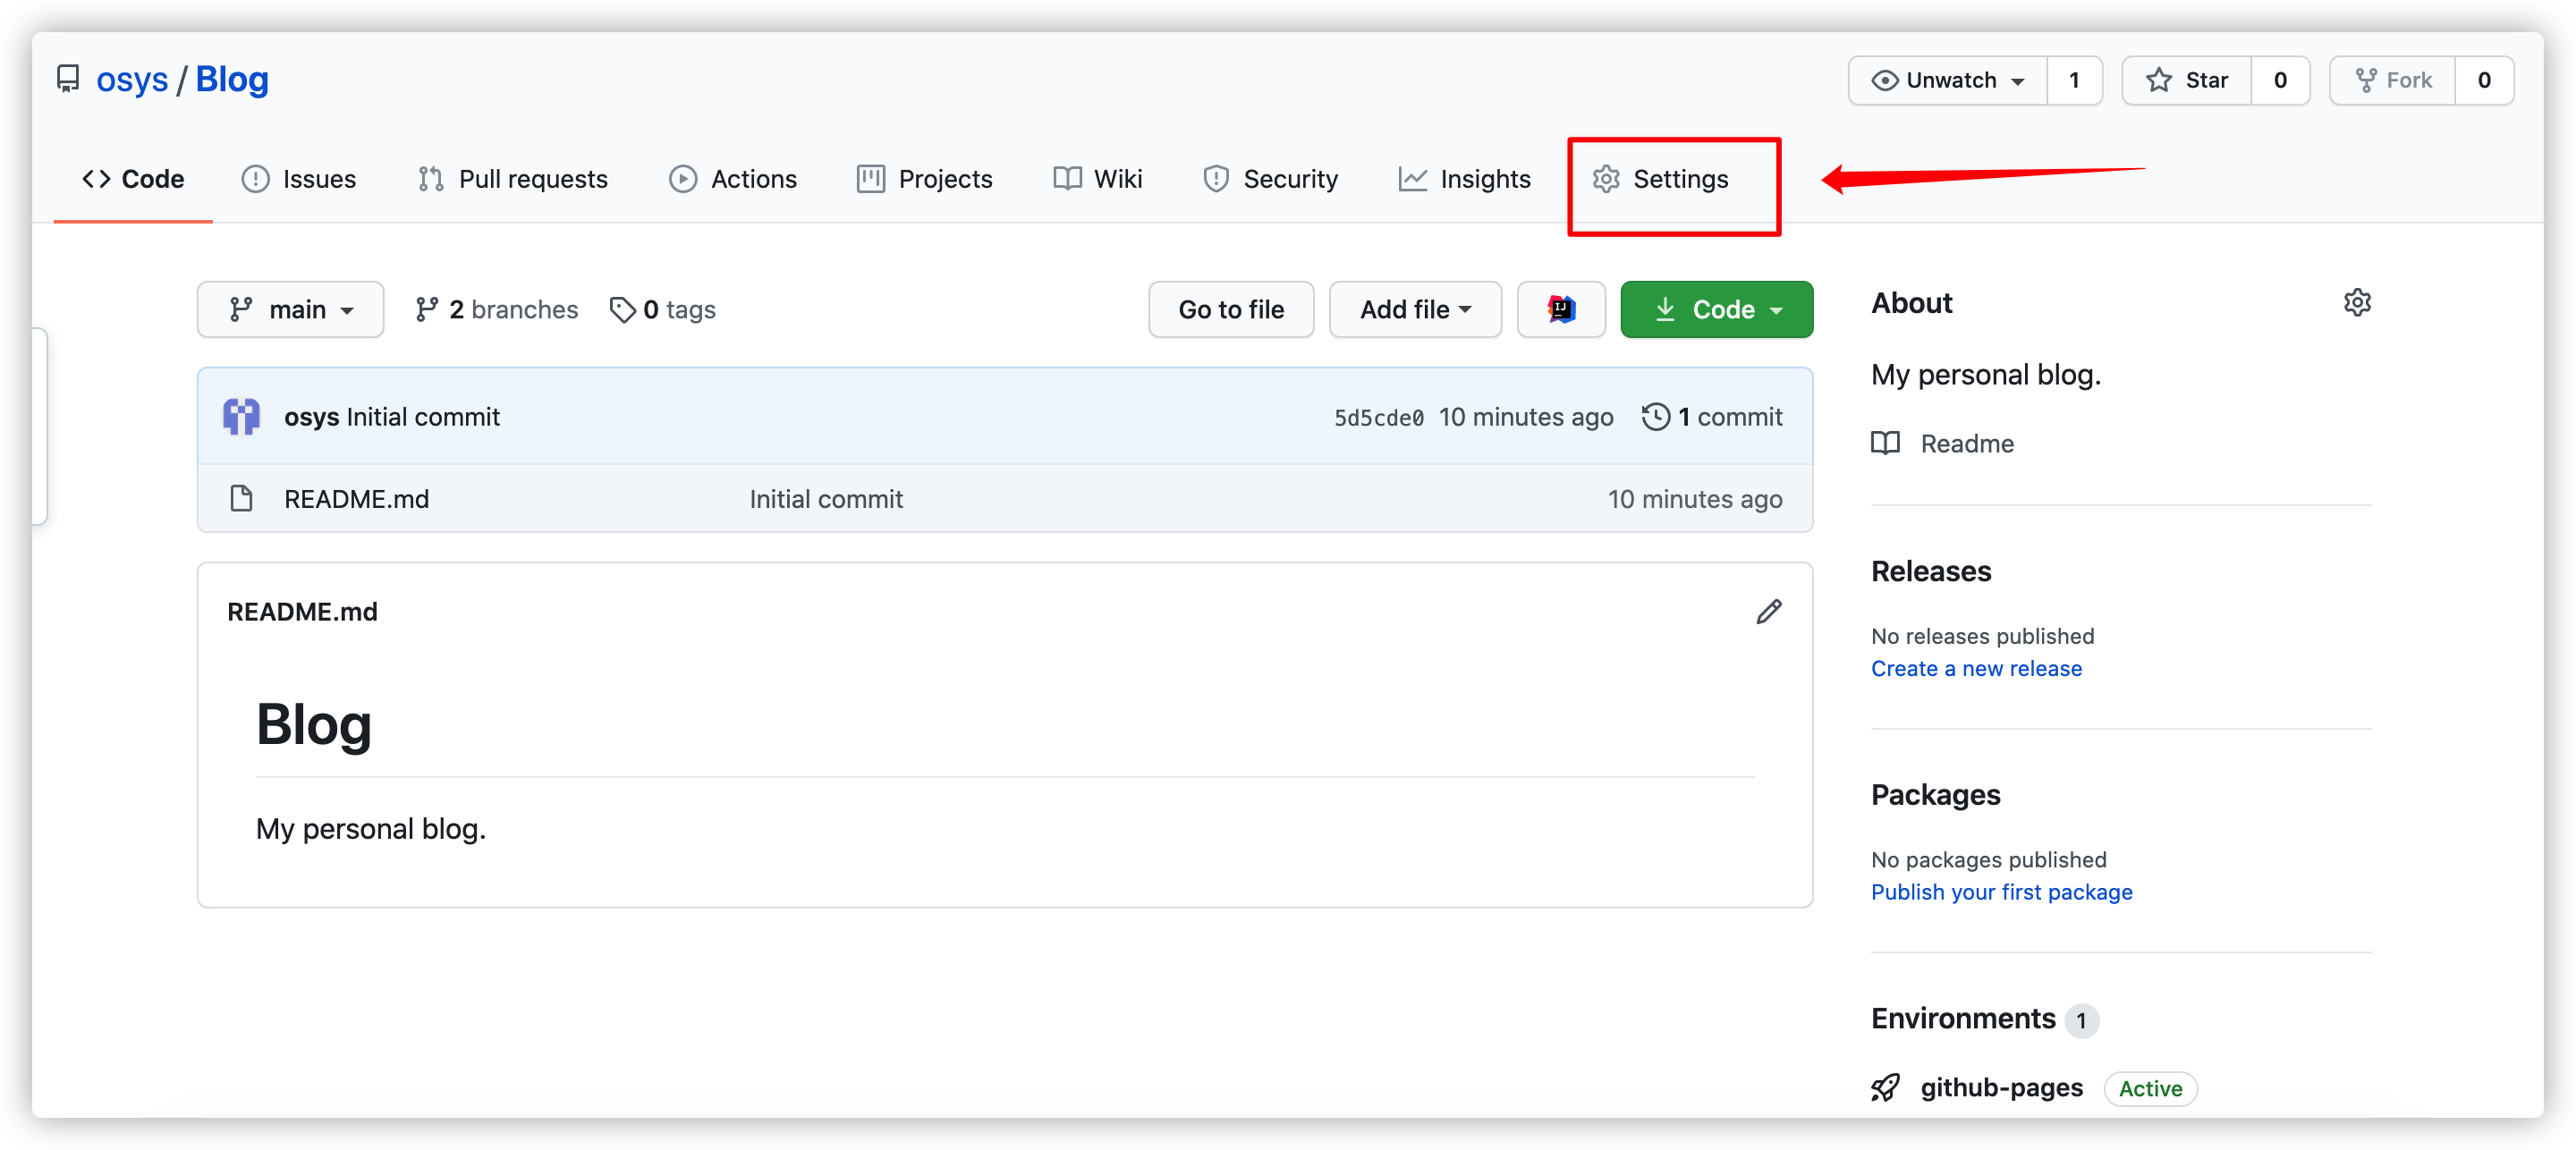 osys / Blog
Unwatch 1
Star 0
Fork 0
Code Issues Pull requests Actions Projects Wiki Security Insights Settings
main 2 branches 0 tags
Go to file Add file IJ Code
osys Initial commit 5d5cde0 10 minutes ago 1 commit
README.md Initial commit 10 minutes ago
README.md
Blog
My personal blog.
About
My personal blog.
Readme
Releases
No releases published
Create a new release
Packages
No packages published
Publish your first package
Environments 1
github-pages Active